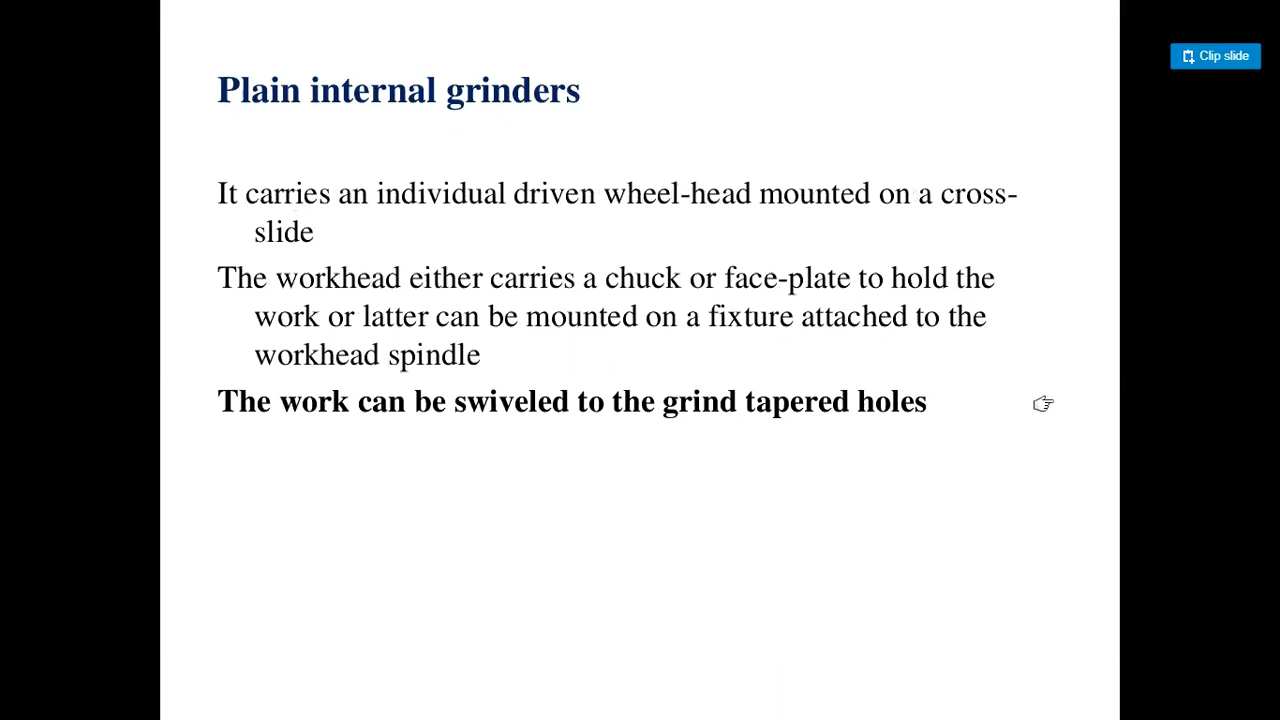 Clip slide
Plain internal grinders
It carries an individual driven wheel-head mounted on a cross-
slide
The workhead either carries a chuck or face-plate to hold the
work or latter can be mounted on a fixture attached to the
workhead spindle
The work can be swiveled to the grind tapered holes